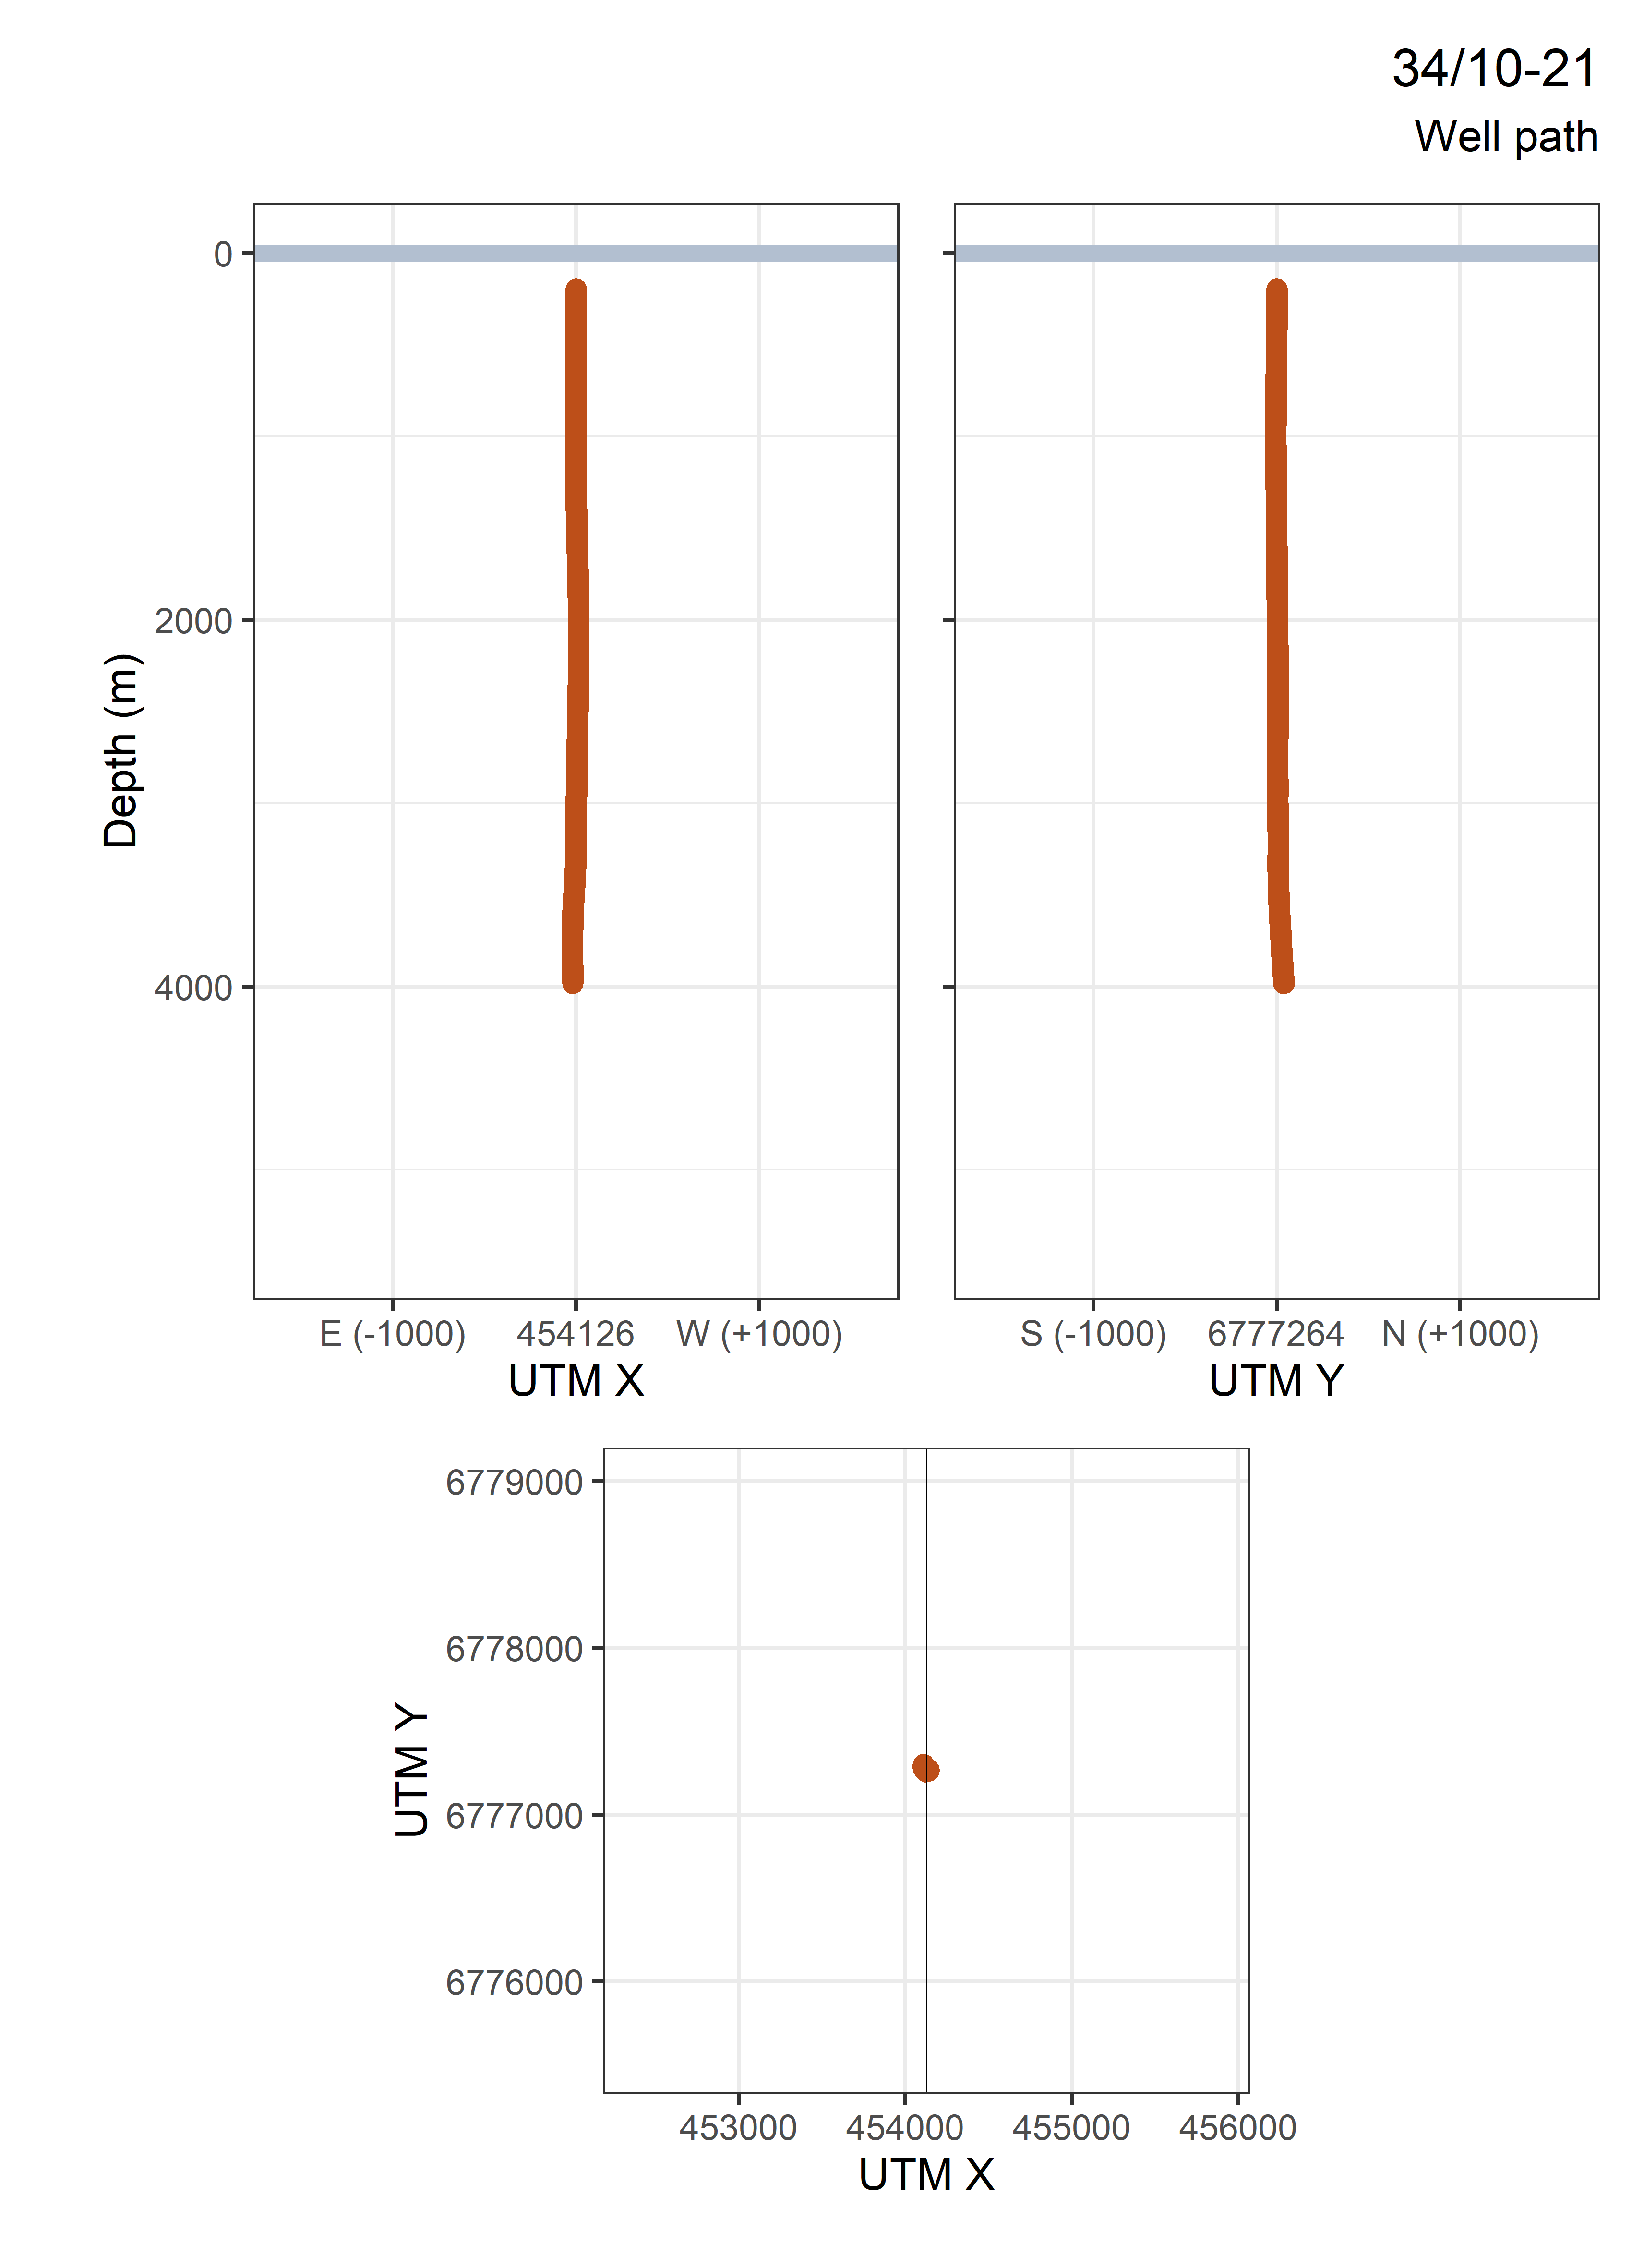 34/10-21
Well path
0
2000
4000
Depth (m)
E (-1000) 454126 W (+1000)
UTM X
S (-1000) 6777264 N (+1000)
UTM Y
6779000
6778000
6777000
6776000
UTM Y
453000 454000 455000 456000
UTM X